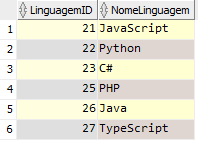 LinguagemID NomeLinguagem
1 21 JavaScript
2 22 Python
3 23 C#
4 25 PHP
5 26 Java
6 27 TypeScript